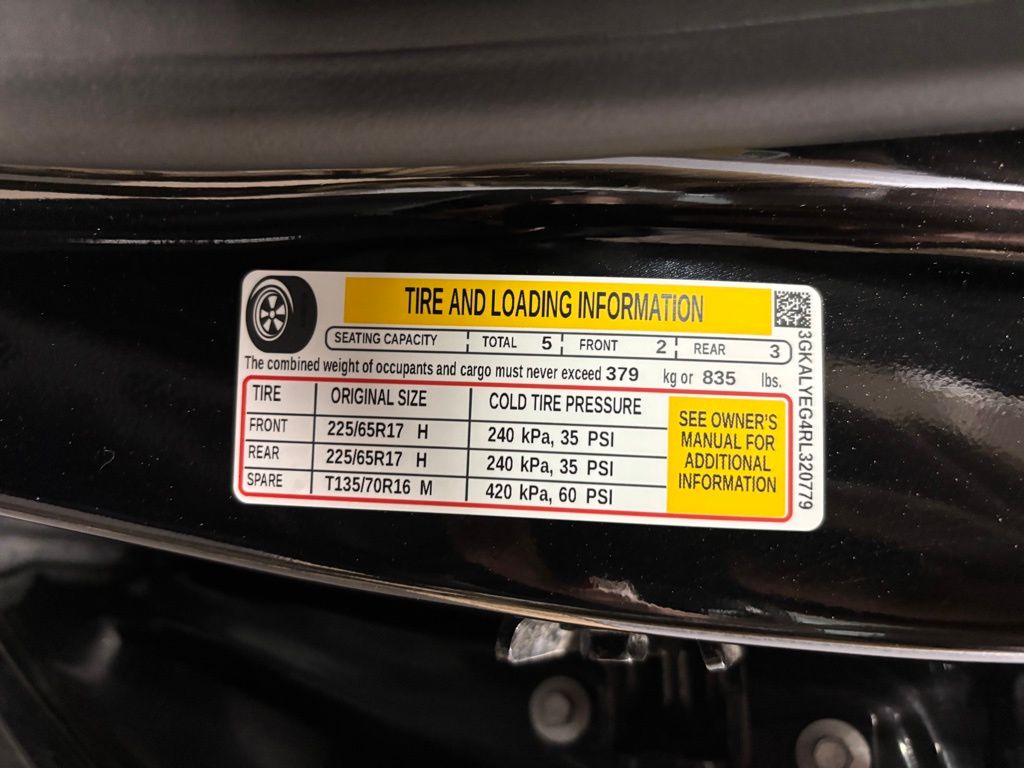 TIRE AND LOADING INFORMATION
SEATING CAPACITY TOTAL 5 FRONT 2 REAR 3
The combined weight of occupants and cargo must never exceed 379 kg or 835 lbs.
TIRE ORIGINAL SIZE COLD TIRE PRESSURE
FRONT 225/65R17 H 240 kPa, 35 PSI
REAR 225/65R17 H 240 kPa, 35 PSI
SPARE T135/70R16 M 420 kPa, 60 PSI
SEE OWNER'S
MANUAL FOR
ADDITIONAL
INFORMATION
3GKALYEG4RL320779